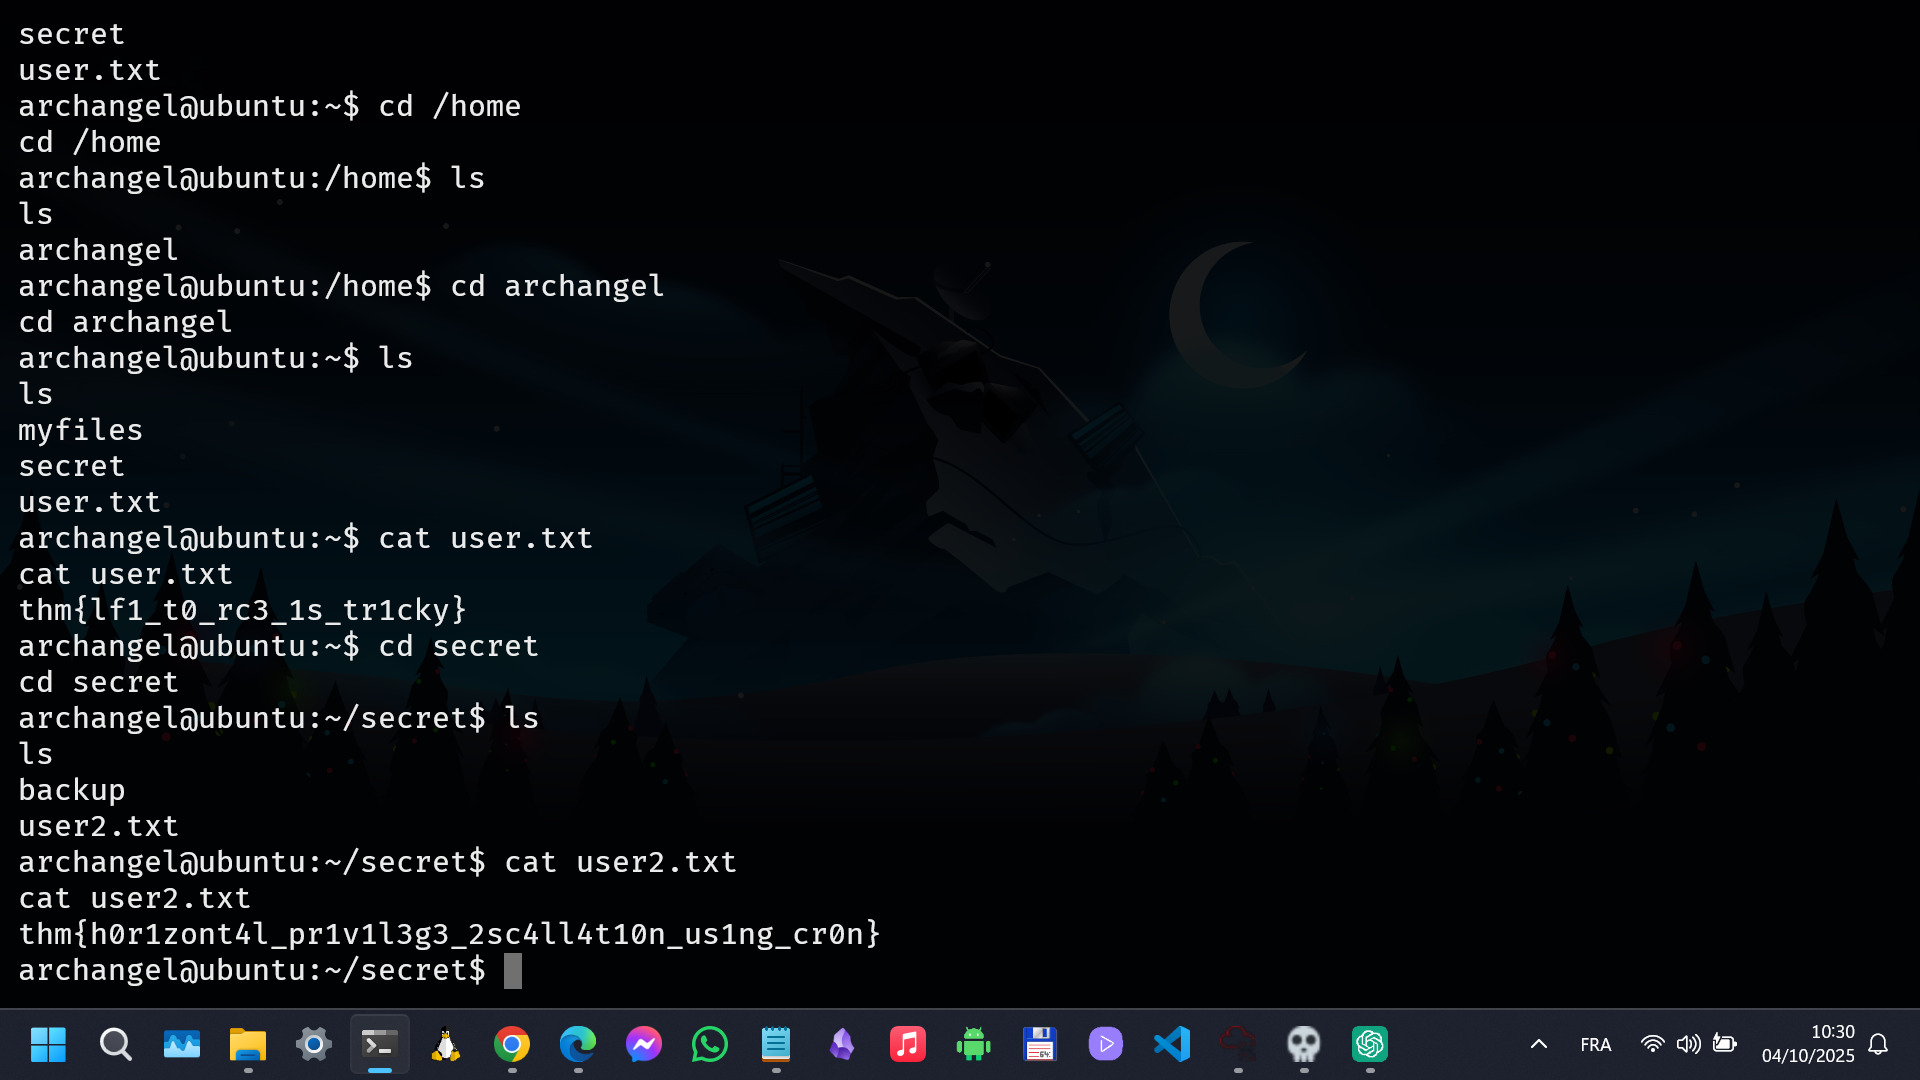 secret
user.txt
archangel@ubuntu:~$ cd /home
cd /home
archangel@ubuntu:/home$ ls
ls
archangel
archangel@ubuntu:/home$ cd archangel
cd archangel
archangel@ubuntu:~$ ls
ls
myfiles
secret
user.txt
archangel@ubuntu:~$ cat user.txt
cat user.txt
thm{lf1_t0_rc3_1s_tr1cky}
archangel@ubuntu:~$ cd secret
cd secret
archangel@ubuntu:~/secret$ ls
ls
backup
user2.txt
archangel@ubuntu:~/secret$ cat user2.txt
cat user2.txt
thm{h0r1zont4l_pr1v1l3g3_2sc4ll4t10n_us1ng_cr0n}
archangel@ubuntu:~/secret$
64
FRA
10:30
04/10/2025